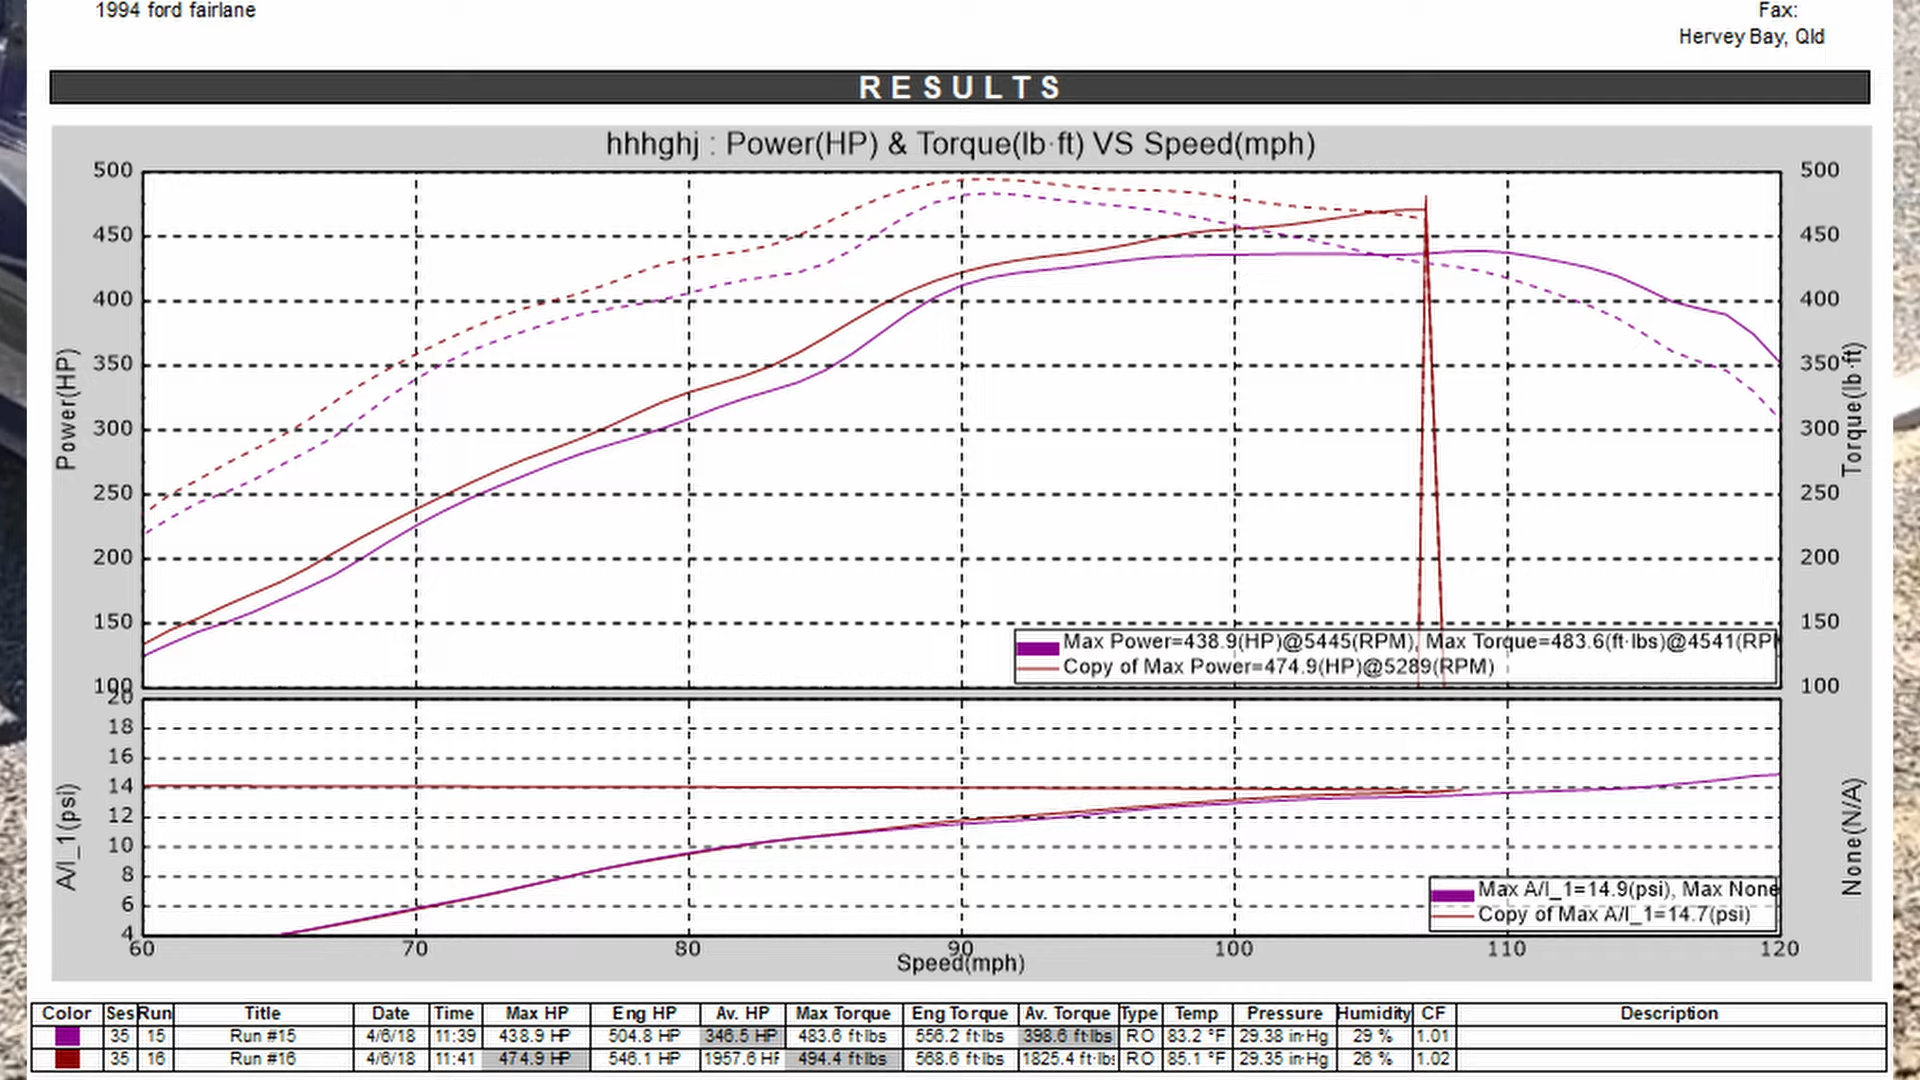 1994 ford fairlane
Fax:
Hervey Bay, Qld
RESULTS
hhhghj : Power(HP) & Torque(lb·ft) VS Speed(mph)
500 500
450 450
400 400
350 350
300 300
250 250
200 200
150 150
100 100
Power(HP)
Torque(lb·ft)
Max Power=438.9(HP)@5445(RPM), Max Torque=483.6(ft·lbs)@4541(RPM
Copy of Max Power=474.9(HP)@5289(RPM)
20
18
16
14
12
10
8
6
4
A/I_1(psi)
None(N/A)
Max A/I_1=14.9(psi), Max None
Copy of Max A/I_1=14.7(psi)
60 70 80 90 100 110 120
Speed(mph)
Color Ses Run Title Date Time Max HP Eng HP Av. HP Max Torque Eng Torque Av. Torque Type Temp Pressure Humidity CF Description
35 15 Run #15 4/6/18 11:39 438.9 HP 504.8 HP 346.5 HP 483.6 ft·lbs 556.2 ft·lbs 398.6 ft·lbs RO 83.2 °F 29.38 in·Hg 29 % 1.01
35 16 Run #16 4/6/18 11:41 474.9 HP 546.1 HP 1957.6 HP 494.4 ft·lbs 568.6 ft·lbs 1825.4 ft·lbs RO 85.1 °F 29.35 in·Hg 26 % 1.02